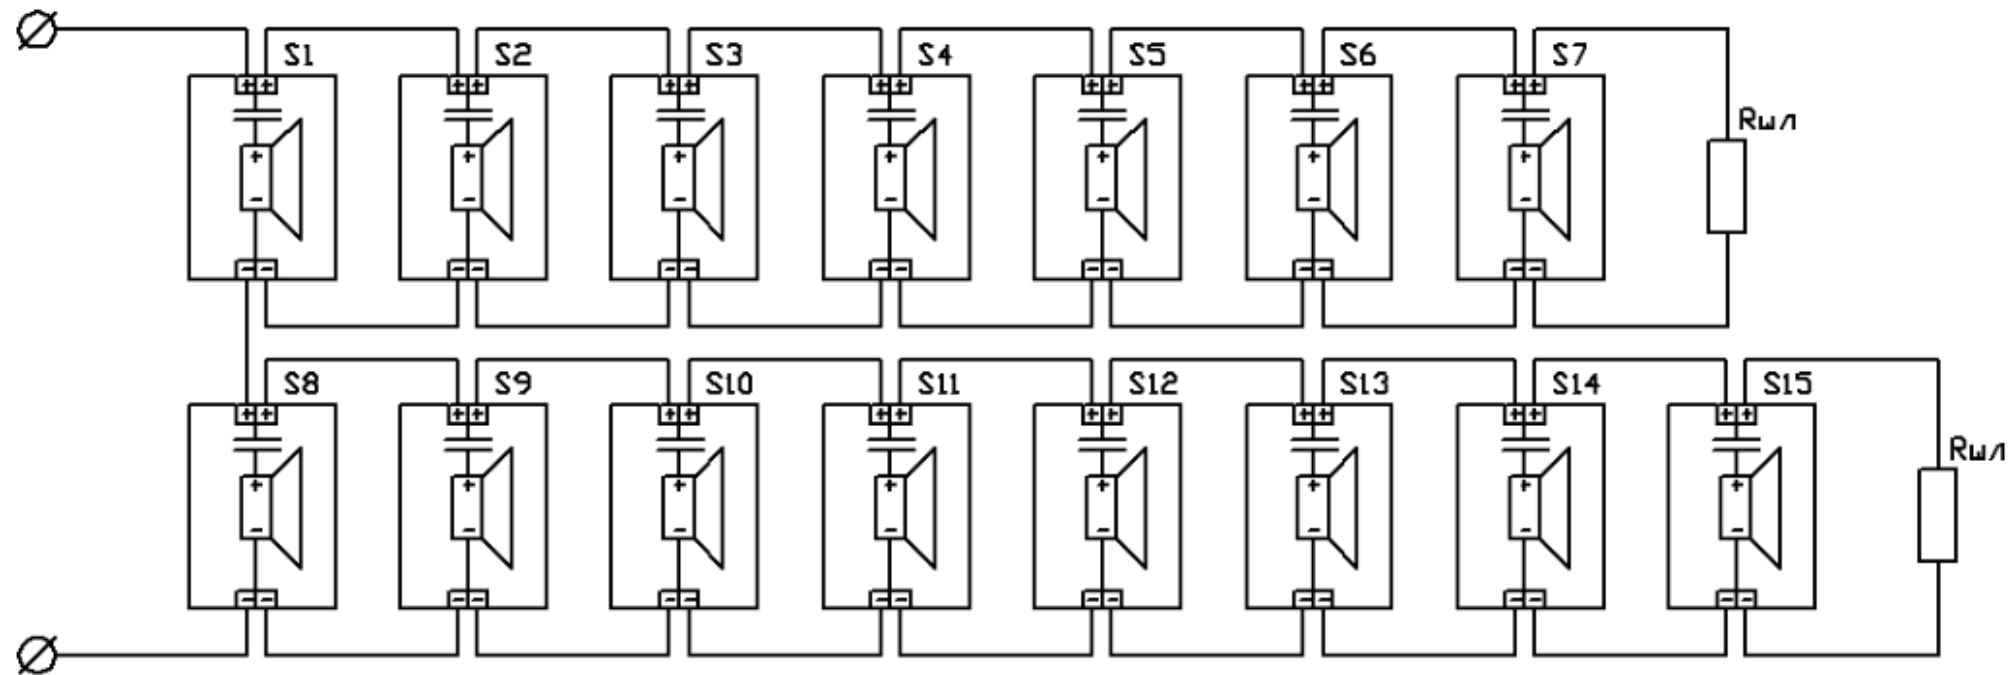 S1 S2 S3 S4 S5 S6 S7
+ + + + + + + + + + + + + +
Rшл
+ + + + + + +
- - - - - - -
- - - - - - - - - - - - - -
S8 S9 S10 S11 S12 S13 S14 S15
+ + + + + + + + + + + + + + + +
Rшл
+ + + + + + + +
- - - - - - - -
- - - - - - - - - - - - - - - -